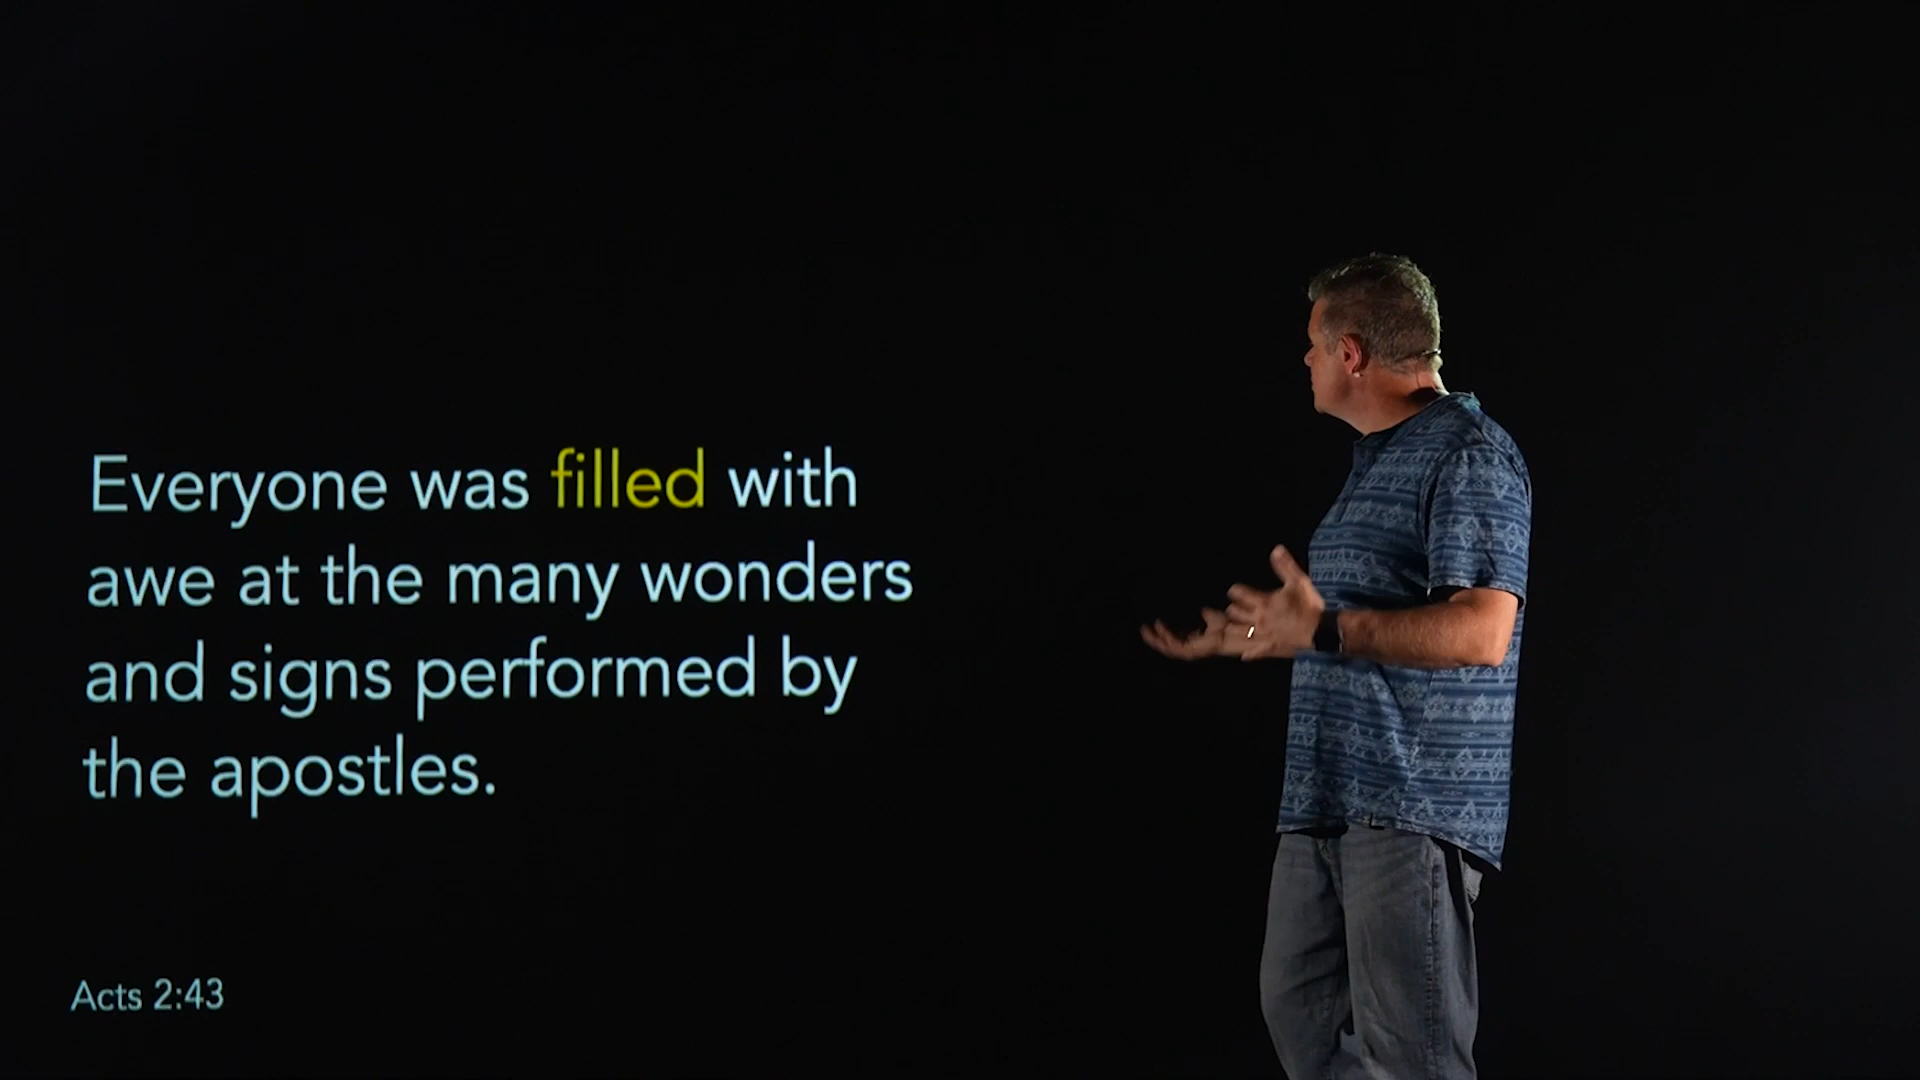 Everyone was filled with
awe at the many wonders
and signs performed by
the apostles.
Acts 2:43